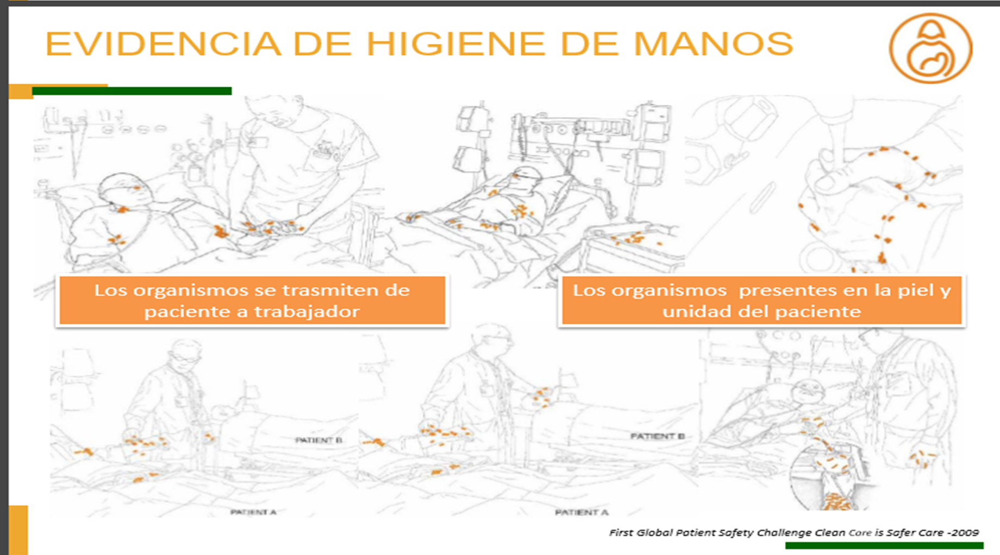 EVIDENCIA DE HIGIENE DE MANOS
Los organismos se trasmiten de
paciente a trabajador
Los organismos presentes en la piel y
unidad del paciente
PATIENT B
PATIENT A
PATIENT B
PATIENT A
First Global Patient Safety Challenge Clean Care is Safer Care -2009